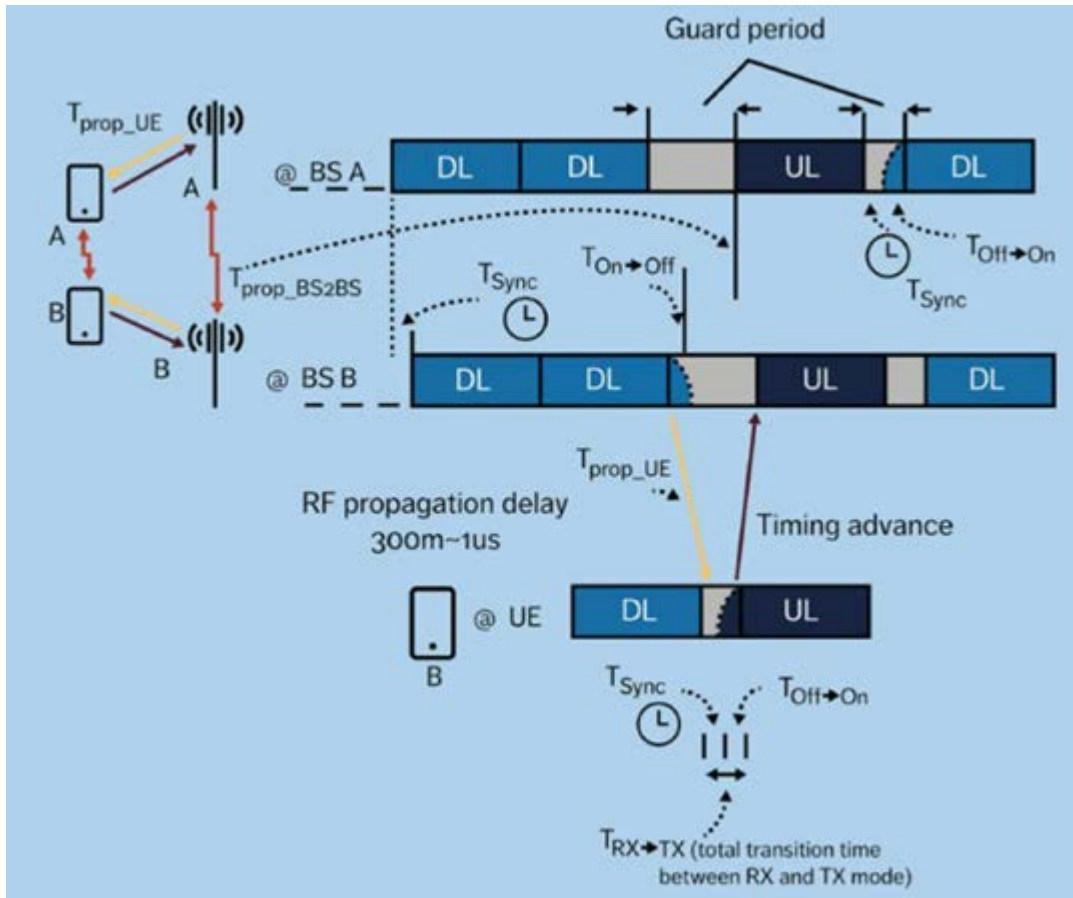 Guard period
Tprop_UE
A
A
B
B
Tprop_BS2BS
@ BS A
DL
DL
UL
DL
TOff→On
TSync
TSync
TOn→Off
@ BS B
DL
DL
UL
DL
Tprop_UE
RF propagation delay
300m~1us
Timing advance
@ UE
B
DL
UL
TSync
TOff→On
TRX→TX (total transition time
between RX and TX mode)